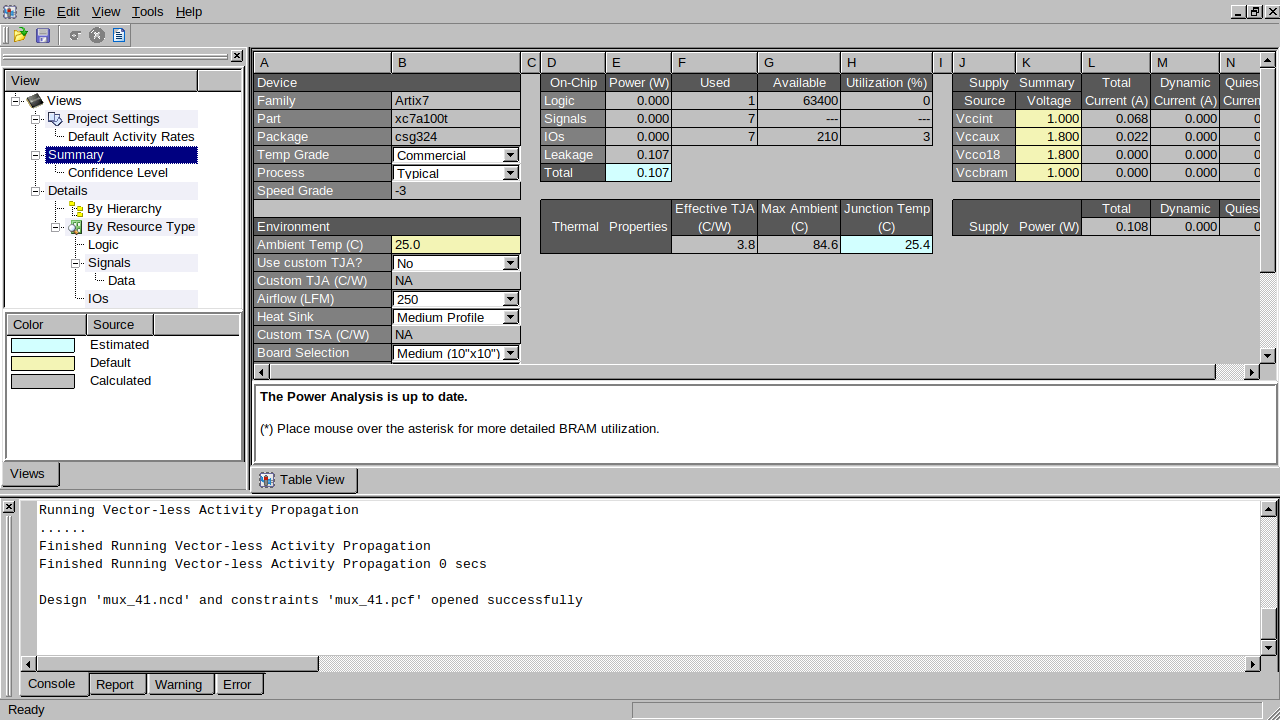 File Edit View Tools Help
View
Views
Project Settings
Default Activity Rates
Summary
Confidence Level
Details
By Hierarchy
By Resource Type
Logic
Signals
Data
IOs
Color Source
Estimated
Default
Calculated
Views
A B C D E F G H I J K L M N
Device On-Chip Power (W) Used Available Utilization (%) Supply Summary Total Dynamic Quies
Family Artix7 Logic 0.000 1 63400 0 Source Voltage Current (A) Current (A) Curren
Part xc7a100t Signals 0.000 7 --- --- Vccint 1.000 0.068 0.000 0
Package csg324 IOs 0.000 7 210 3 Vccaux 1.800 0.022 0.000 0
Temp Grade Commercial Leakage 0.107 Vcco18 1.800 0.000 0.000 0
Process Typical Total 0.107 Vccbram 1.000 0.000 0.000 0
Speed Grade -3
Effective TJA Max Ambient Junction Temp Total Dynamic Quies
Environment Thermal Properties (C/W) (C) (C) Supply Power (W) 0.108 0.000 0
Ambient Temp (C) 25.0 3.8 84.6 25.4
Use custom TJA? No
Custom TJA (C/W) NA
Airflow (LFM) 250
Heat Sink Medium Profile
Custom TSA (C/W) NA
Board Selection Medium (10"x10")
The Power Analysis is up to date.
(*) Place mouse over the asterisk for more detailed BRAM utilization.
Table View
Running Vector-less Activity Propagation
......
Finished Running Vector-less Activity Propagation
Finished Running Vector-less Activity Propagation 0 secs
Design 'mux_41.ncd' and constraints 'mux_41.pcf' opened successfully
Console Report Warning Error
Ready